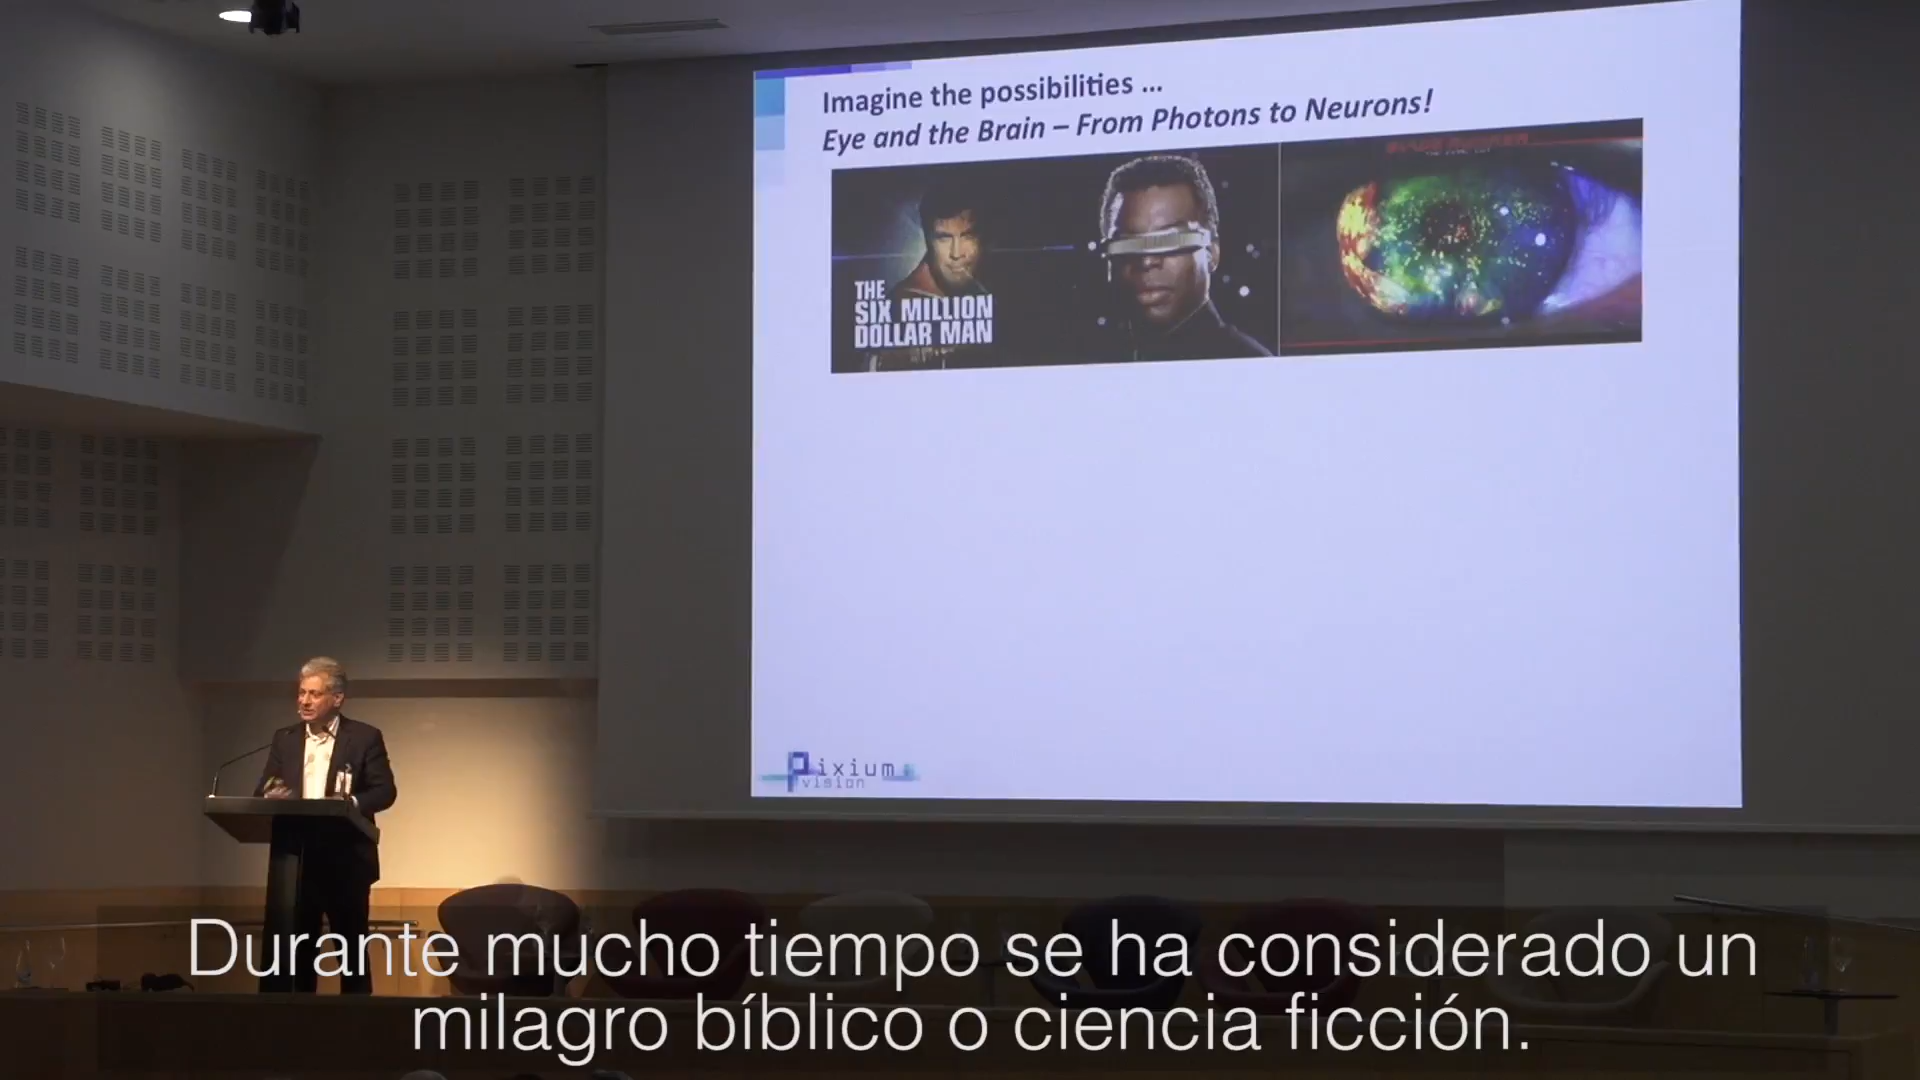 Imagine the possibilities ...
Eye and the Brain – From Photons to Neurons!
THE
SIX MILLION
DOLLAR MAN
Pixium
vision
Durante mucho tiempo se ha considerado un
milagro bíblico o ciencia ficción.